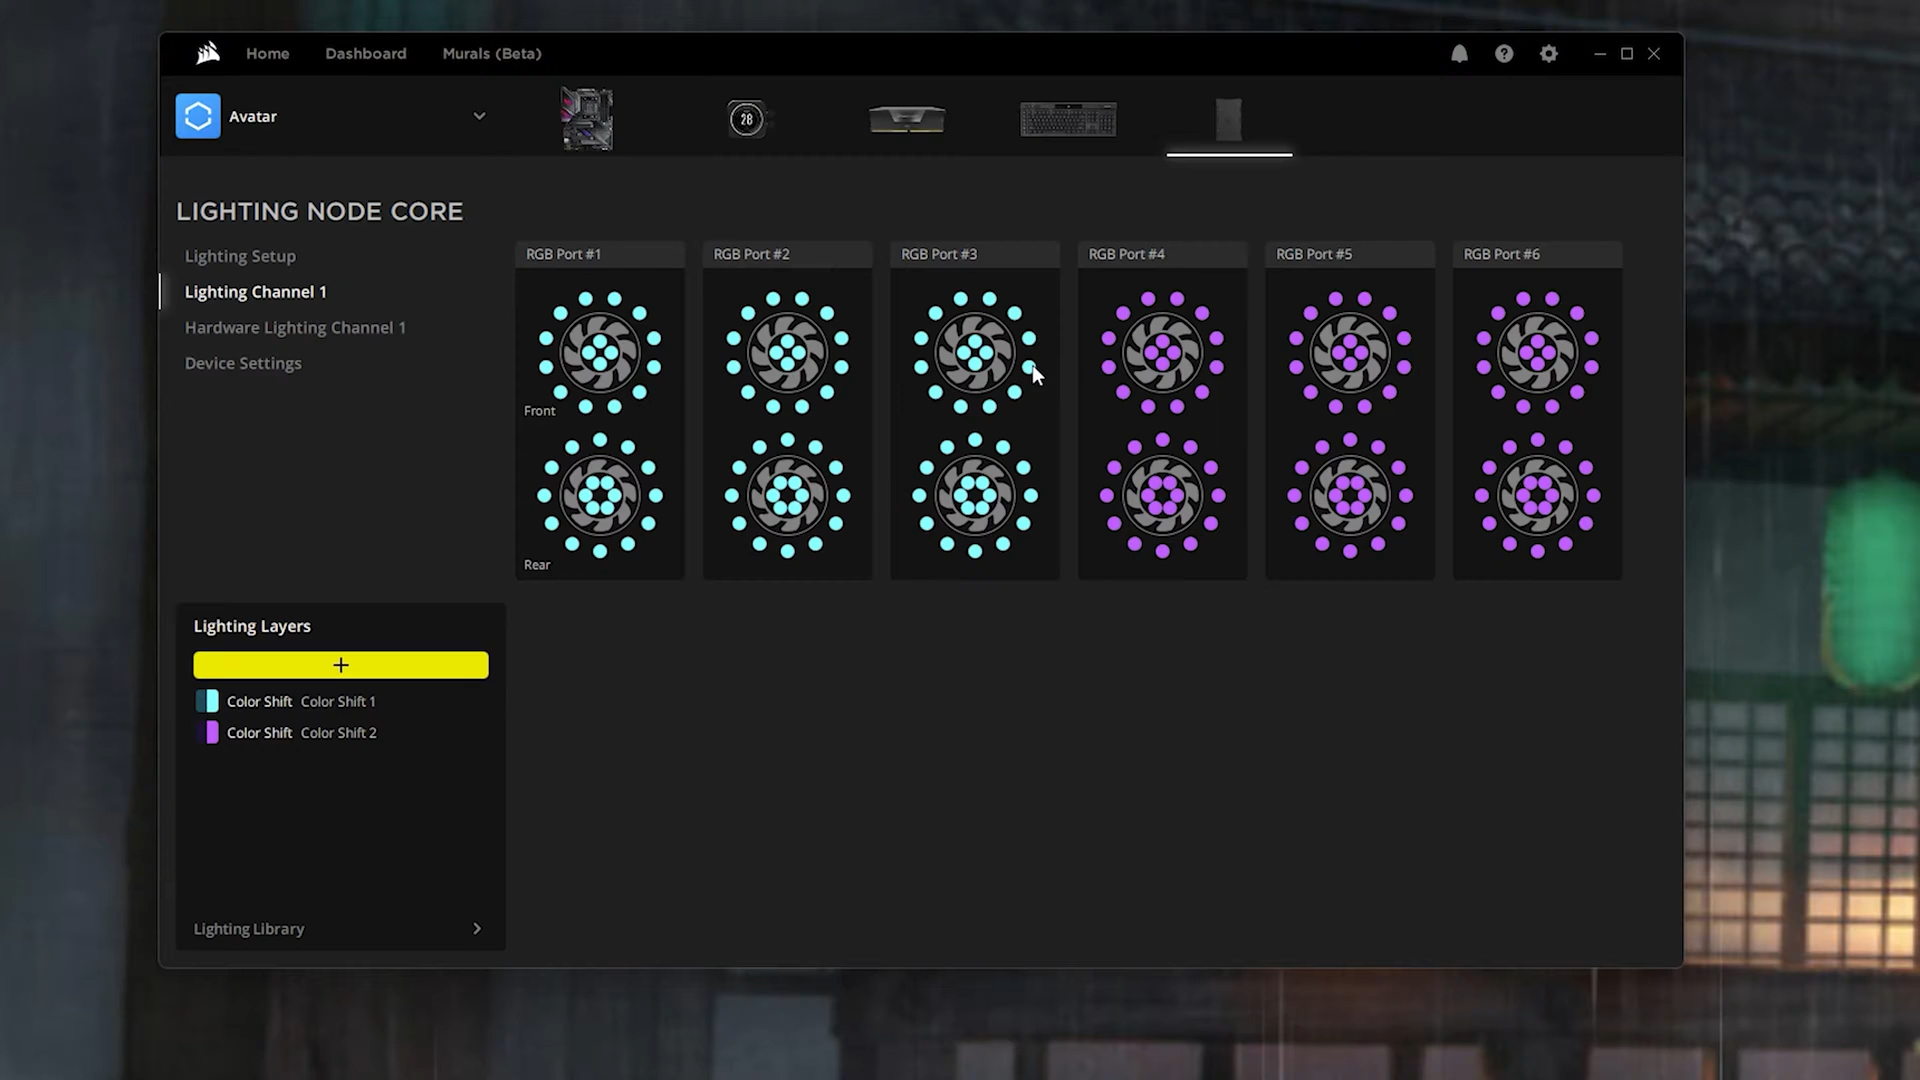 Home Dashboard Murals (Beta)
Avatar
28
LIGHTING NODE CORE
Lighting Setup
Lighting Channel 1
Hardware Lighting Channel 1
Device Settings
RGB Port #1
RGB Port #2
RGB Port #3
RGB Port #4
RGB Port #5
RGB Port #6
Front
Rear
Lighting Layers
+
Color Shift Color Shift 1
Color Shift Color Shift 2
Lighting Library